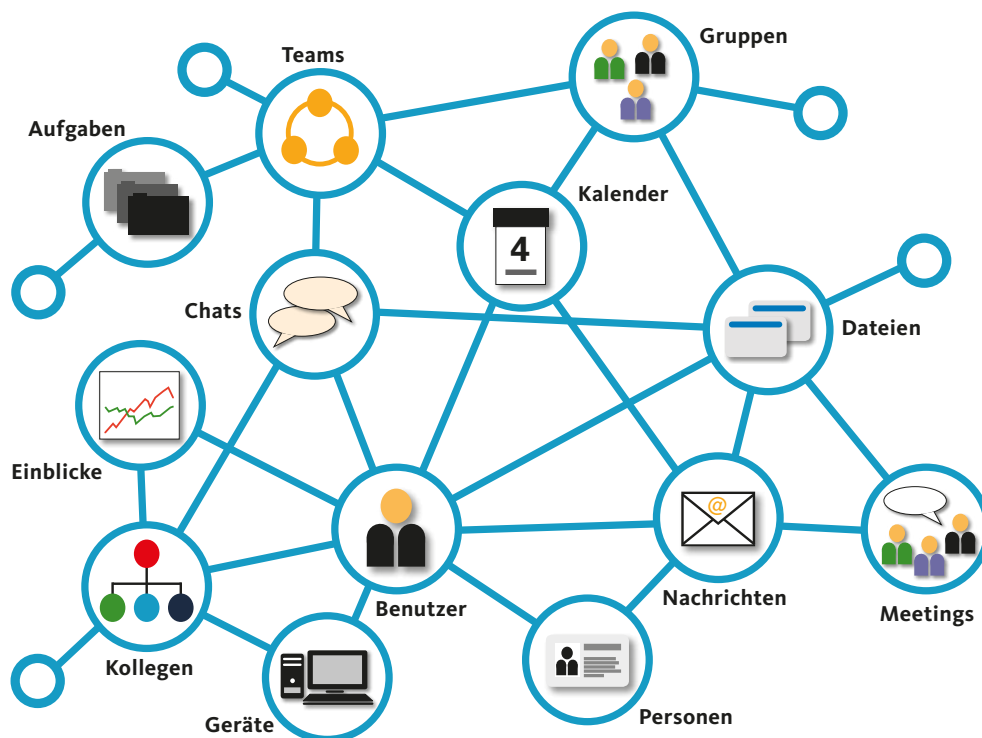 Teams
Gruppen
Aufgaben
Kalender
4
Chats
Dateien
Einblicke
@
Benutzer
Nachrichten
Meetings
Kollegen
Geräte
Personen